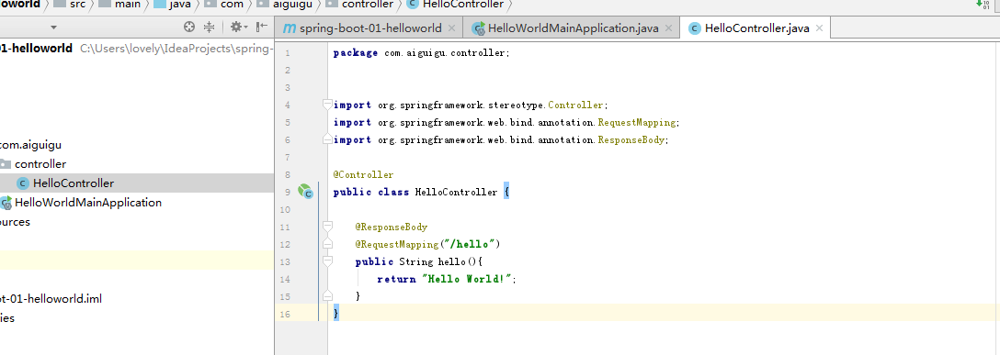 loworld src main java com aiguigu controller HelloController
spring-boot-01-helloworld HelloWorldMainApplication.java HelloController.java
01-helloworld C:\Users\lovely\IdeaProjects\spring-
com.aiguigu
controller
HelloController
HelloWorldMainApplication
ources
ot-01-helloworld.iml
ies
1 package com.aiguigu.controller;
2
3
4 import org.springframework.stereotype.Controller;
5 import org.springframework.web.bind.annotation.RequestMapping;
6 import org.springframework.web.bind.annotation.ResponseBody;
7
8 @Controller
9 public class HelloController {
10
11 @ResponseBody
12 @RequestMapping("/hello")
13 public String hello(){
14 return "Hello World!";
15 }
16 }